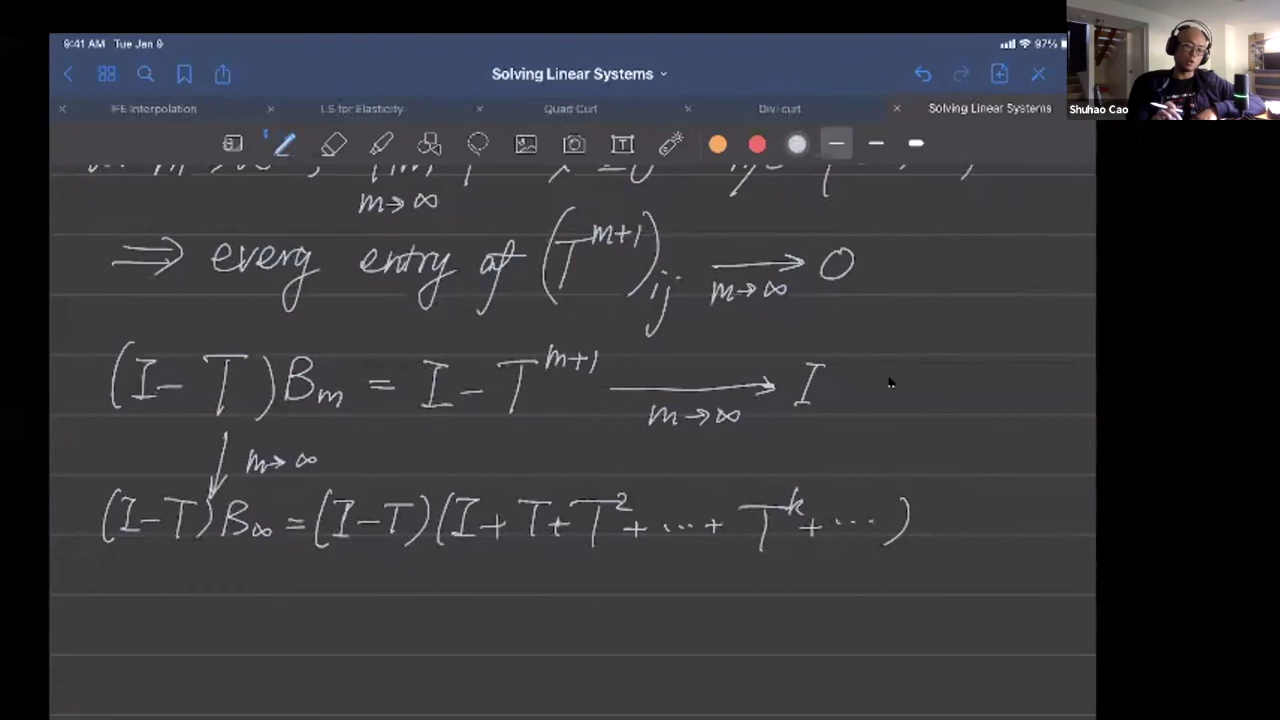 9:41 AM Tue Jan 9
97%
Solving Linear Systems
IFE Interpolation
LS for Elasticity
Quad Curl
Div-curl
Solving Linear Systems
Shuhao Cao
m→∞
⟹ every entry of (T^{m+1})_{ij} →_{m→∞} 0
(I-T)B_m = I-T^{m+1} →_{m→∞} I
↓ m→∞
(I-T)B_∞ = (I-T)(I+T+T^2+...+T^k+...)